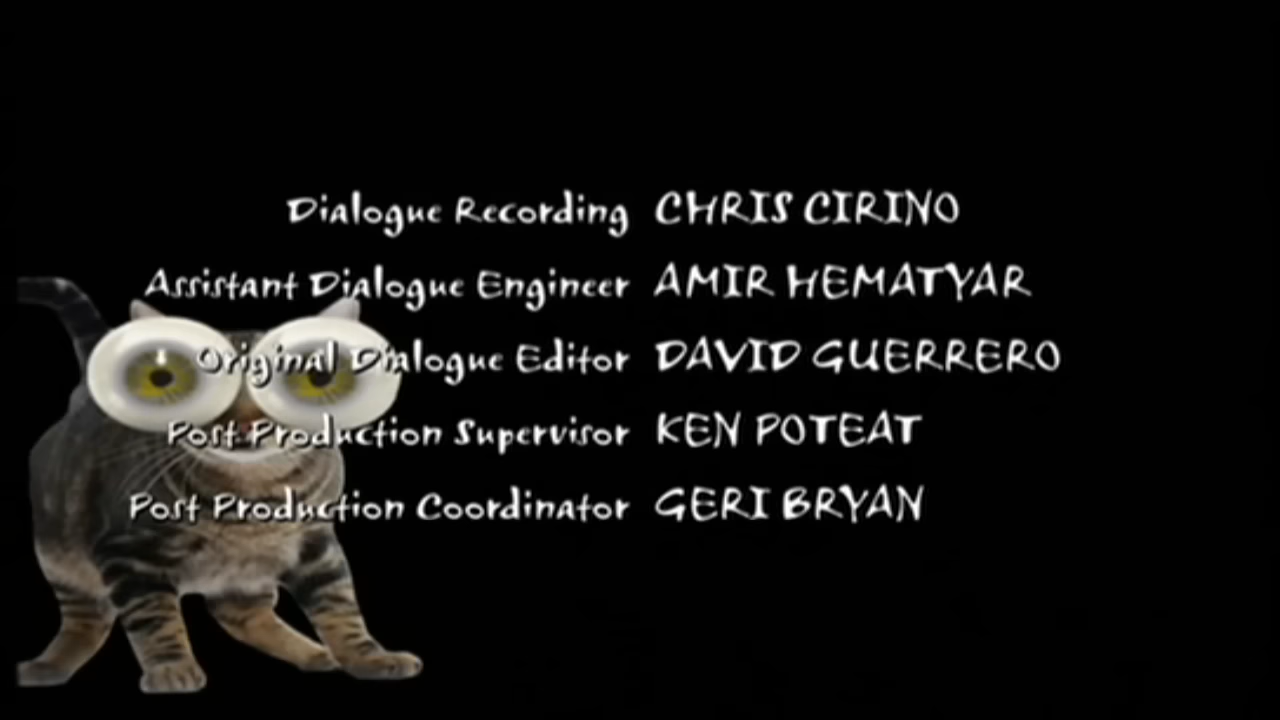 Dialogue Recording CHRIS CIRINO
Assistant Dialogue Engineer AMIR HEMATYAR
Original Dialogue Editor DAVID GUERRERO
Post Production Supervisor KEN POTEAT
Post Production Coordinator GERI BRYAN